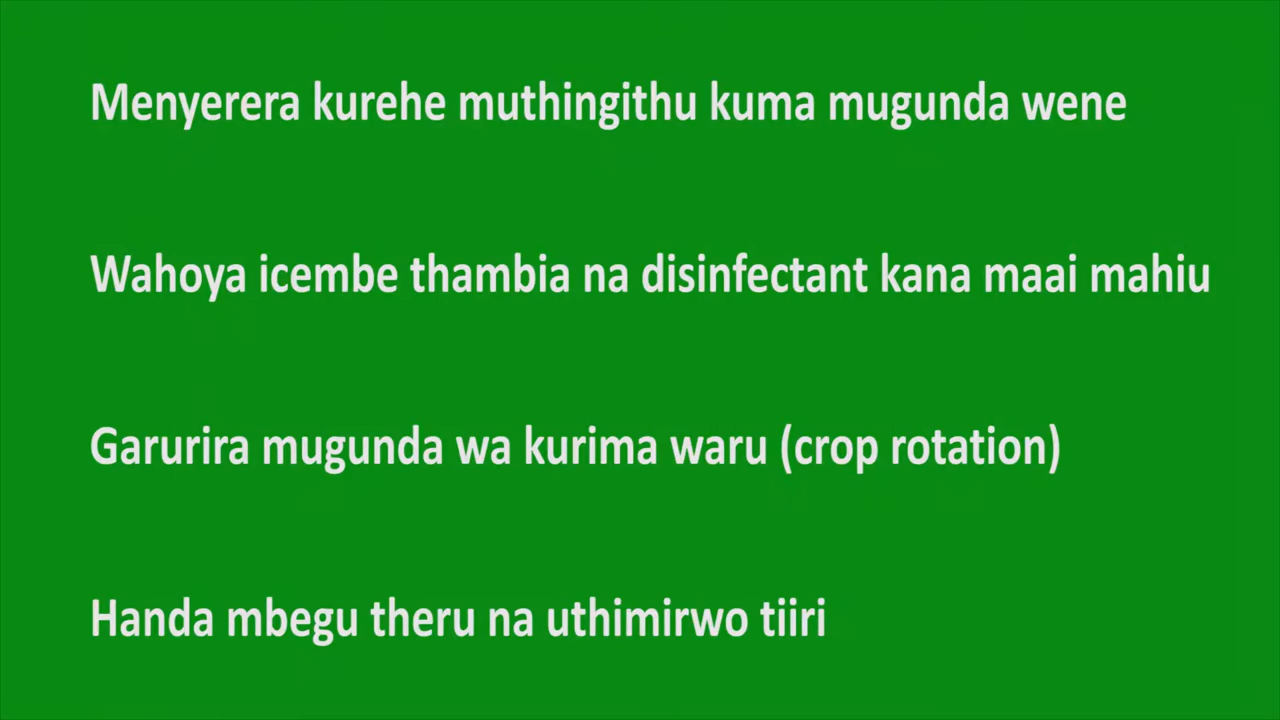 Menyerera kurehe muthingithu kuma mugunda wene
Wahoya icembe thambia na disinfectant kana maai mahiu
Garurira mugunda wa kurima waru (crop rotation)
Handa mbegu theru na uthimirwo tiiri